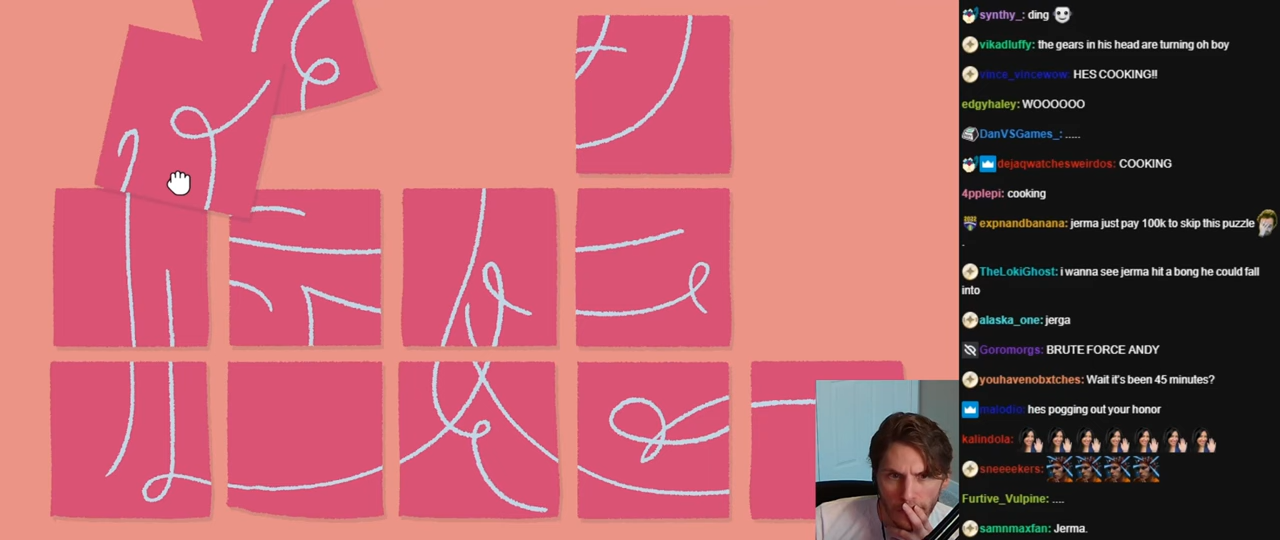 synthy_: ding
vikadluffy: the gears in his head are turning oh boy
vince_vincewow: HES COOKING!!
edgyhaley: WOOOOOO
DanVSGames_: .....
dejaqwatchesweirdos: COOKING
4pplepi: cooking
expnandbanana: jerma just pay 100k to skip this puzzle
.
TheLokiGhost: i wanna see jerma hit a bong he could fall
into
alaska_one: jerga
Goromorgs: BRUTE FORCE ANDY
youhavenobxtches: Wait it's been 45 minutes?
malodio: hes pogging out your honor
kalindola:
sneeeekers:
Furtive_Vulpine: ....
samnmaxfan: Jerma.